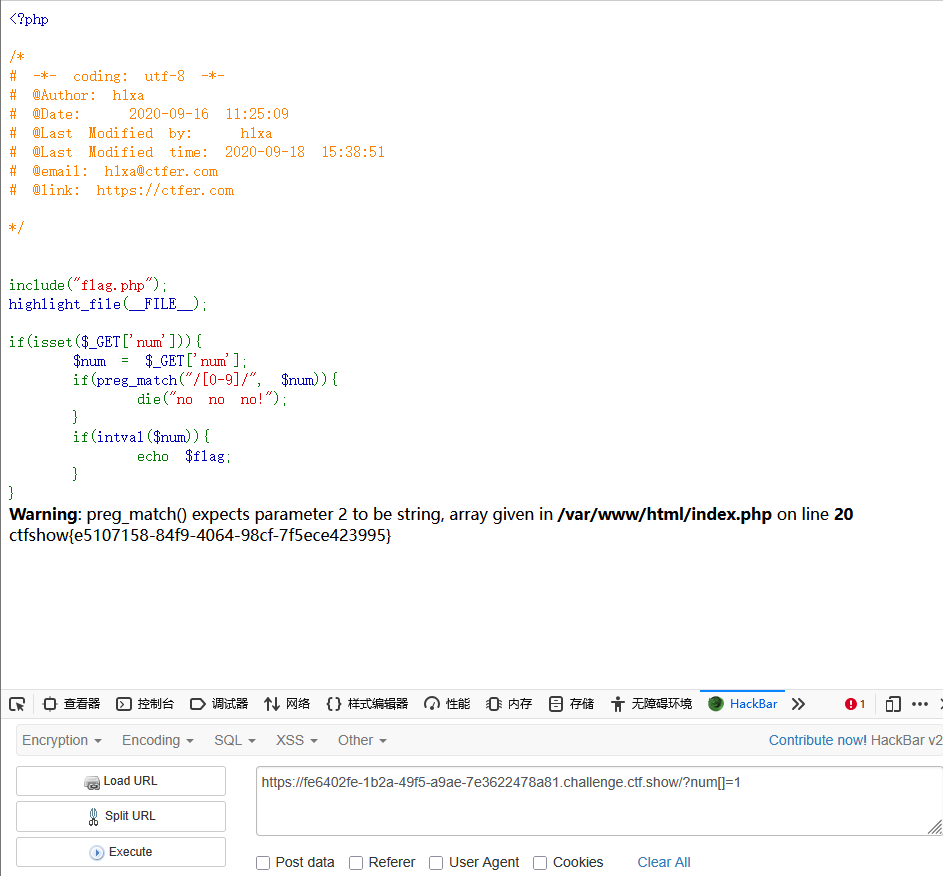 <?php
/*
# -*- coding: utf-8 -*-
# @Author: hlxa
# @Date:   2020-09-16 11:25:09
# @Last Modified by:   hlxa
# @Last Modified time: 2020-09-18 15:38:51
# @email: hlxa@ctfer.com
# @link: https://ctfer.com
*/
include("flag.php");
highlight_file(__FILE__);
if(isset($_GET['num'])){
    $num = $_GET['num'];
    if(preg_match("/[0-9]/", $num)){
        die("no no no!");
    }
    if(intval($num)){
        echo $flag;
    }
}
Warning: preg_match() expects parameter 2 to be string, array given in /var/www/html/index.php on line 20
ctfshow{e5107158-84f9-4064-98cf-7f5ece423995}
查看器 控制台 调试器 网络 样式编辑器 性能 内存 存储 无障碍环境 HackBar 1
Encryption Encoding SQL XSS Other Contribute now! HackBar v2
Load URL https://fe6402fe-1b2a-49f5-a9ae-7e3622478a81.challenge.ctf.show/?num[]=1
Split URL
Execute
Post data Referer User Agent Cookies Clear All